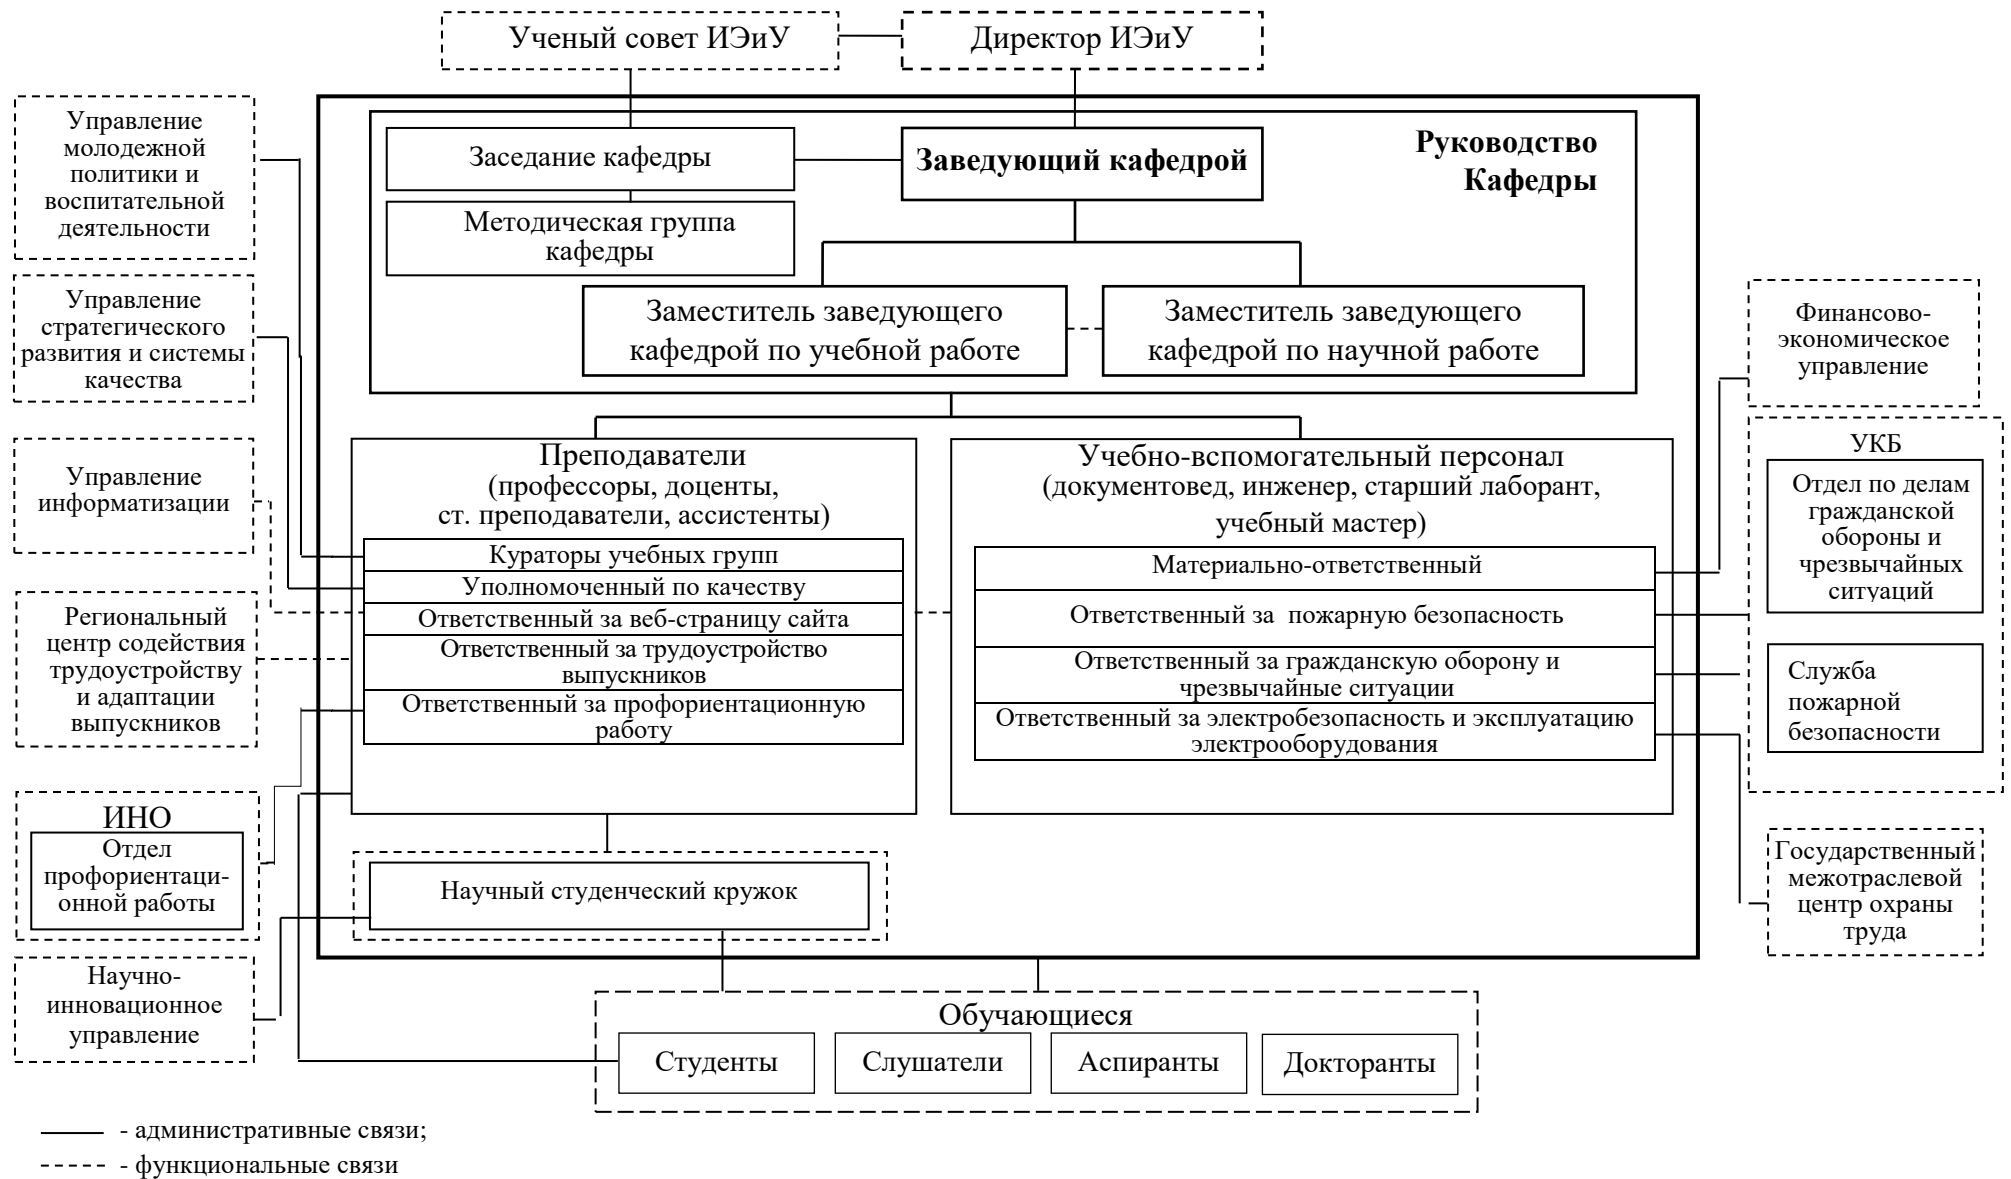 Ученый совет ИЭиУ
Директор ИЭиУ
Управление
молодежной
политики и
воспитательной
деятельности
Управление
стратегического
развития и системы
качества
Управление
информатизации
Региональный
центр содействия
трудоустройству
и адаптации
выпускников
ИНО
Отдел
профориентаци-
онной работы
Научно-
инновационное
управление
Заседание кафедры
Заведующий кафедрой
Руководство
Кафедры
Методическая группа
кафедры
Заместитель заведующего
кафедрой по учебной работе
Заместитель заведующего
кафедрой по научной работе
Преподаватели
(профессоры, доценты,
ст. преподаватели, ассистенты)
Кураторы учебных групп
Уполномоченный по качеству
Ответственный за веб-страницу сайта
Ответственный за трудоустройство
выпускников
Ответственный за профориентационную
работу
Учебно-вспомогательный персонал
(документовед, инженер, старший лаборант,
учебный мастер)
Материально-ответственный
Ответственный за пожарную безопасность
Ответственный за гражданскую оборону и
чрезвычайные ситуации
Ответственный за электробезопасность и эксплуатацию
электрооборудования
Научный студенческий кружок
Финансово-
экономическое
управление
УКБ
Отдел по делам
гражданской
обороны и
чрезвычайных
ситуаций
Служба
пожарной
безопасности
Государственный
межотраслевой
центр охраны
труда
Обучающиеся
Студенты
Слушатели
Аспиранты
Докторанты
- административные связи;
- функциональные связи